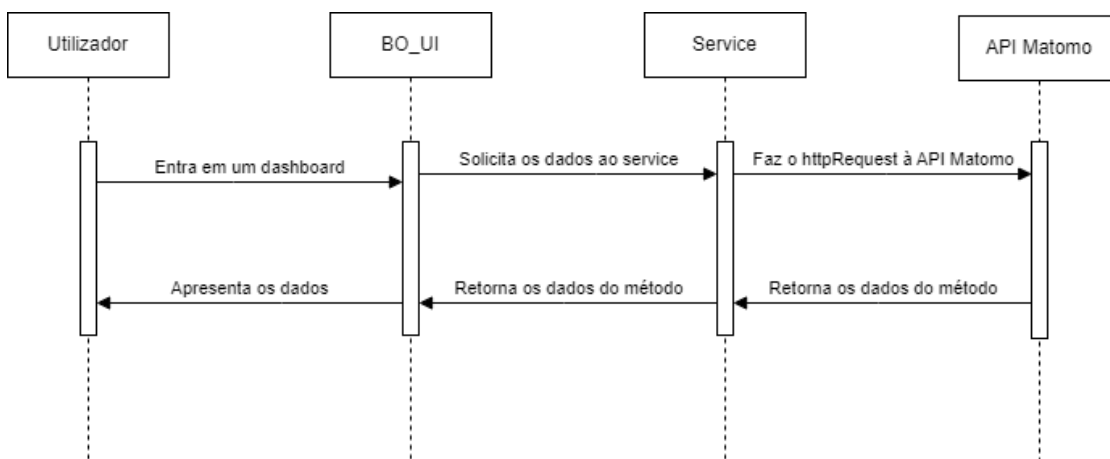 Utilizador
BO_UI
Service
API Matomo
Entra em um dashboard
Solicita os dados ao service
Faz o httpRequest à API Matomo
Apresenta os dados
Retorna os dados do método
Retorna os dados do método